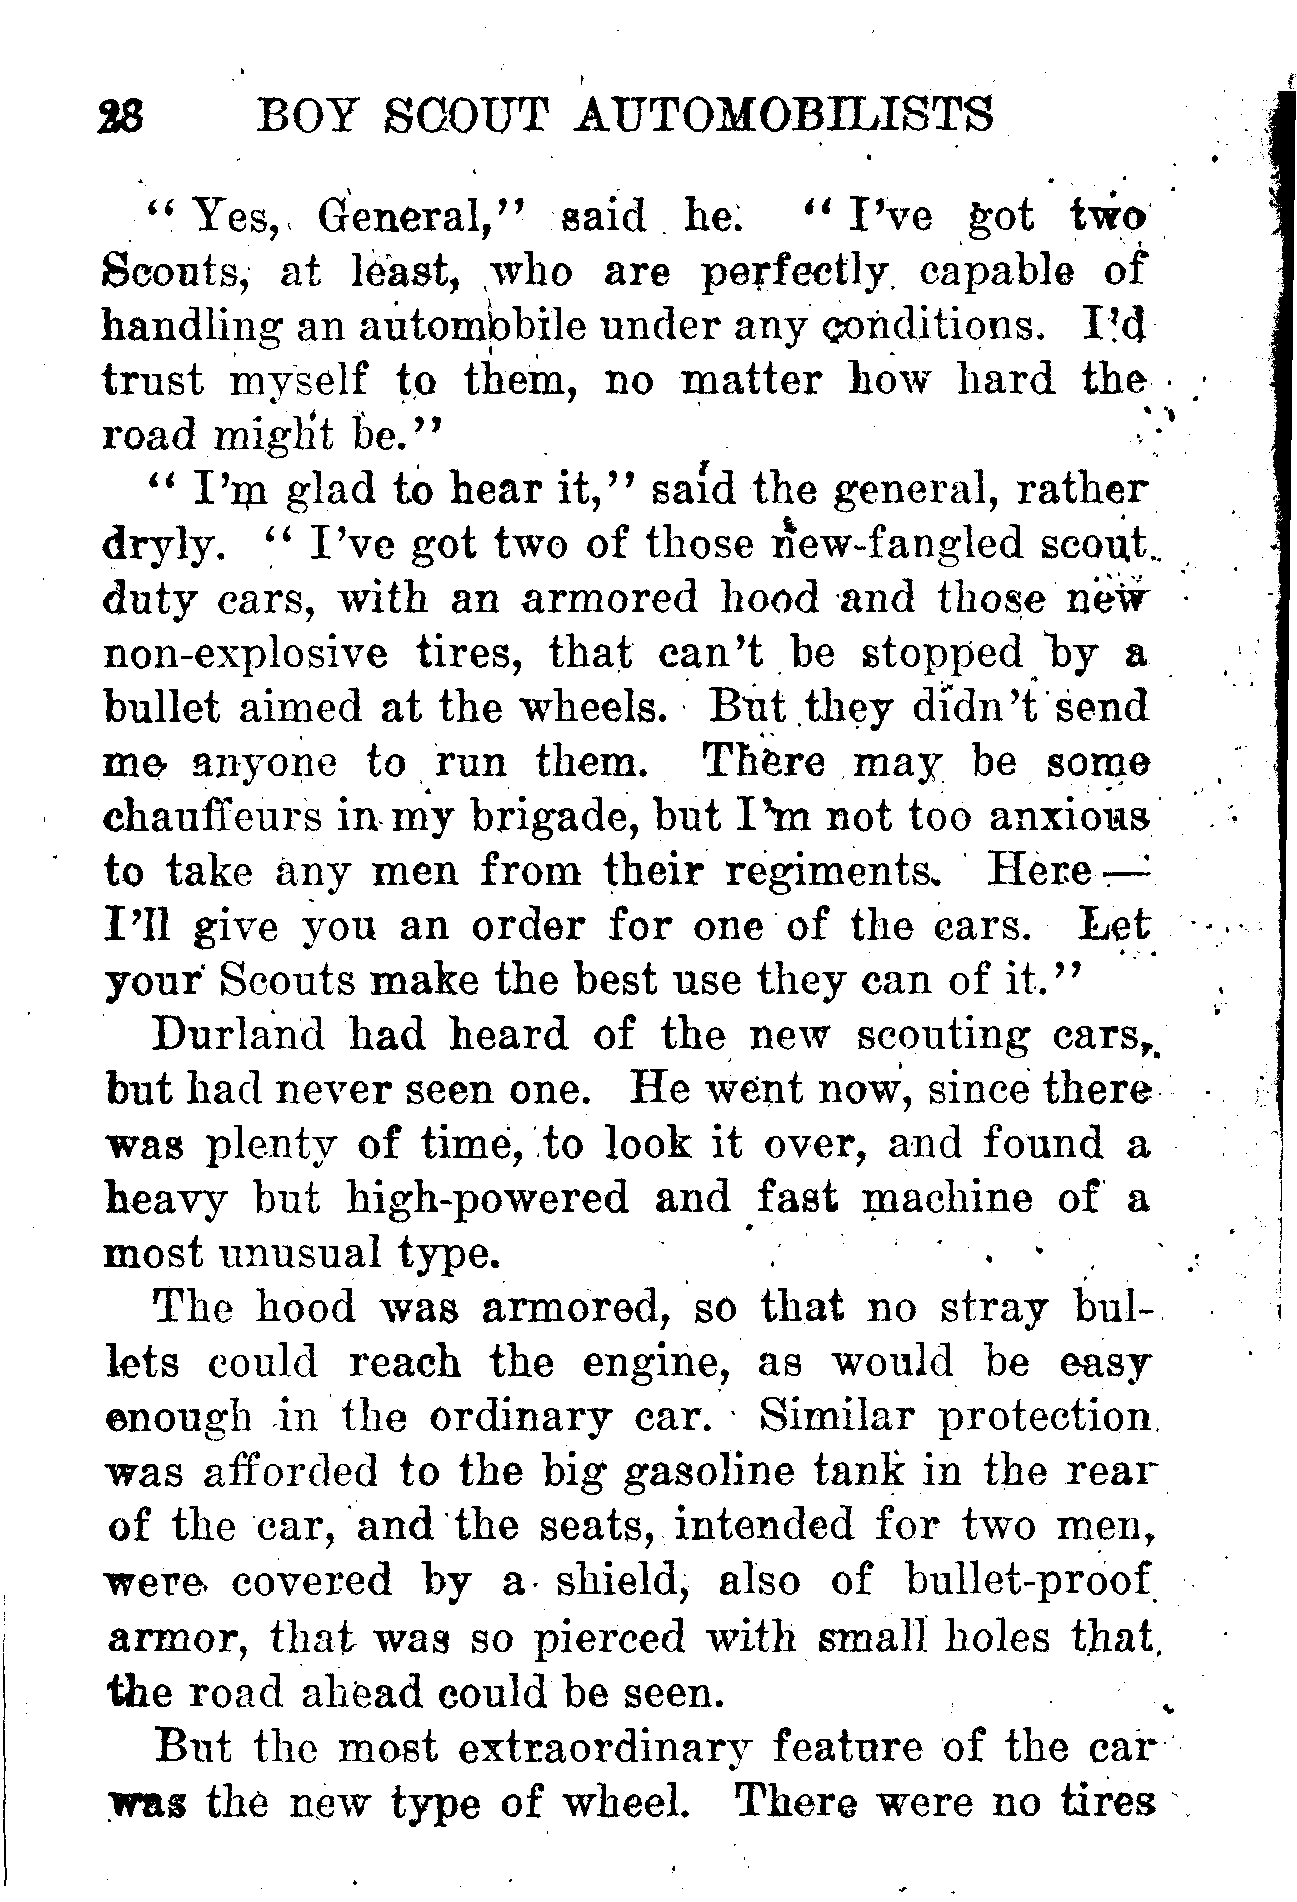 28 BOY SCOUT AUTOMOBILISTS
“ Yes, General,” said he. “ I’ve got two
Scouts, at least, who are perfectly capable of
handling an automobile under any conditions. I’d
trust myself to them, no matter how hard the
road might be.”
“ I’m glad to hear it,” said the general, rather
dryly. “ I’ve got two of those new-fangled scout
duty cars, with an armored hood and those new
non-explosive tires, that can’t be stopped by a
bullet aimed at the wheels. But they didn’t send
me anyone to run them. There may be some
chauffeurs in my brigade, but I’m not too anxious
to take any men from their regiments. Here—
I’ll give you an order for one of the cars. Let
your Scouts make the best use they can of it.”
Durland had heard of the new scouting cars,
but had never seen one. He went now, since there
was plenty of time, to look it over, and found a
heavy but high-powered and fast machine of a
most unusual type.
The hood was armored, so that no stray bul-
lets could reach the engine, as would be easy
enough in the ordinary car. Similar protection
was afforded to the big gasoline tank in the rear
of the car, and the seats, intended for two men,
were covered by a shield, also of bullet-proof
armor, that was so pierced with small holes that
the road ahead could be seen.
But the most extraordinary feature of the car
was the new type of wheel. There were no tires